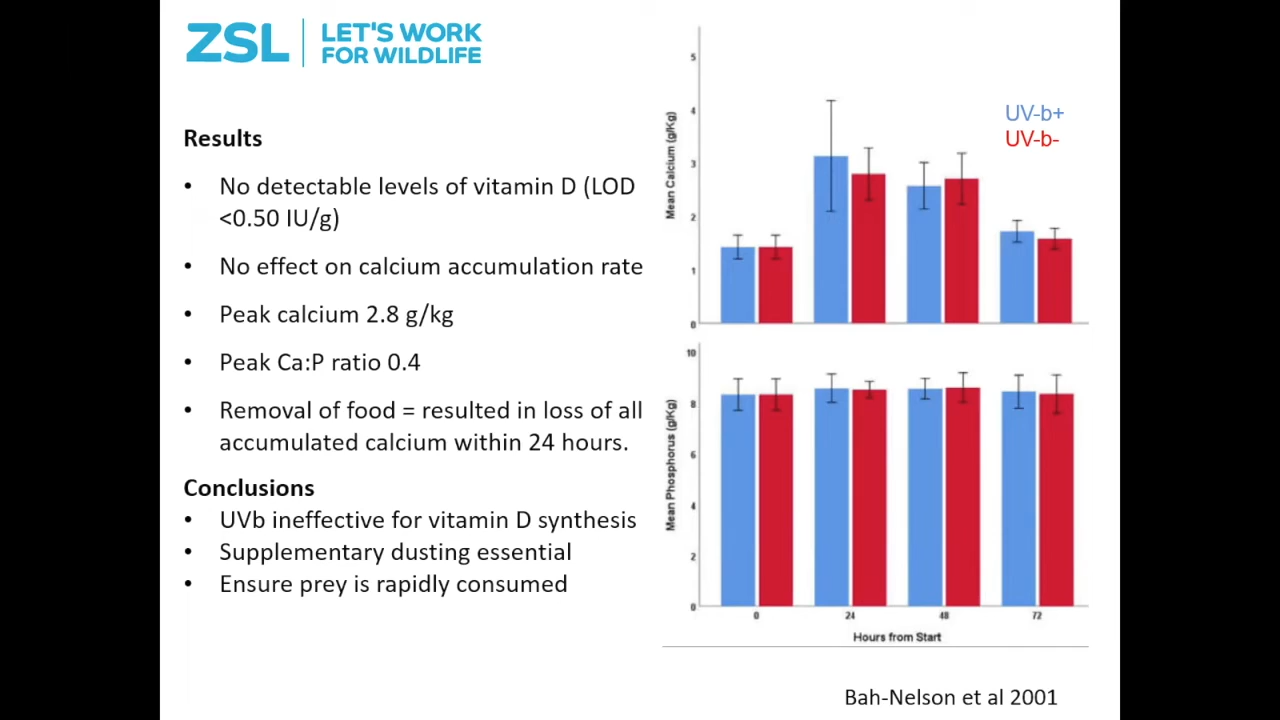 ZSL
LET'S WORK
FOR WILDLIFE
Results
• No detectable levels of vitamin D (LOD
<0.50 IU/g)
• No effect on calcium accumulation rate
• Peak calcium 2.8 g/kg
• Peak Ca:P ratio 0.4
• Removal of food = resulted in loss of all
accumulated calcium within 24 hours.
Conclusions
• UVb ineffective for vitamin D synthesis
• Supplementary dusting essential
• Ensure prey is rapidly consumed
Mean Calcium (g/Kg)
5
4
3
2
1
0
UV-b+
UV-b-
Mean Phosphorus (g/Kg)
10
8
6
4
2
0
0 24 48 72
Hours from Start
Bah-Nelson et al 2001